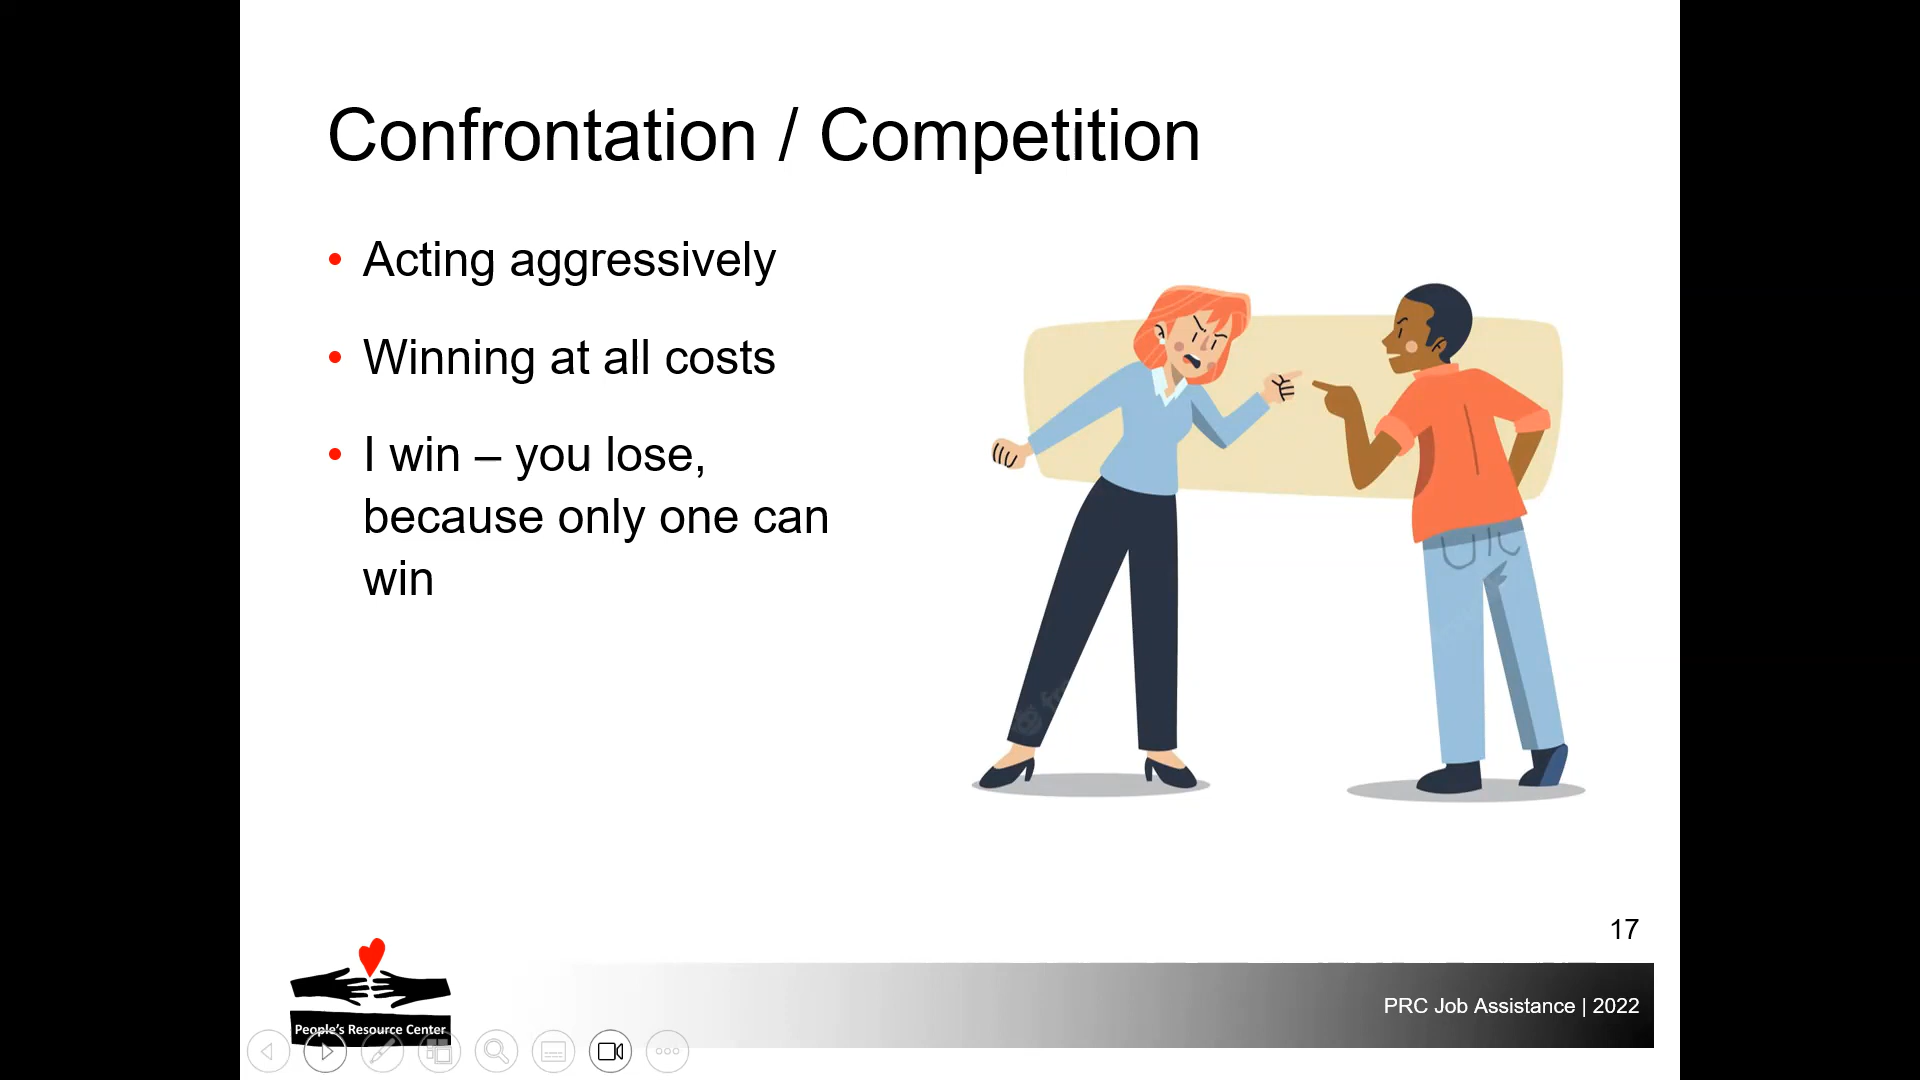 Confrontation / Competition
• Acting aggressively
• Winning at all costs
• I win – you lose,
because only one can
win
17
People's Resource Center
PRC Job Assistance | 2022